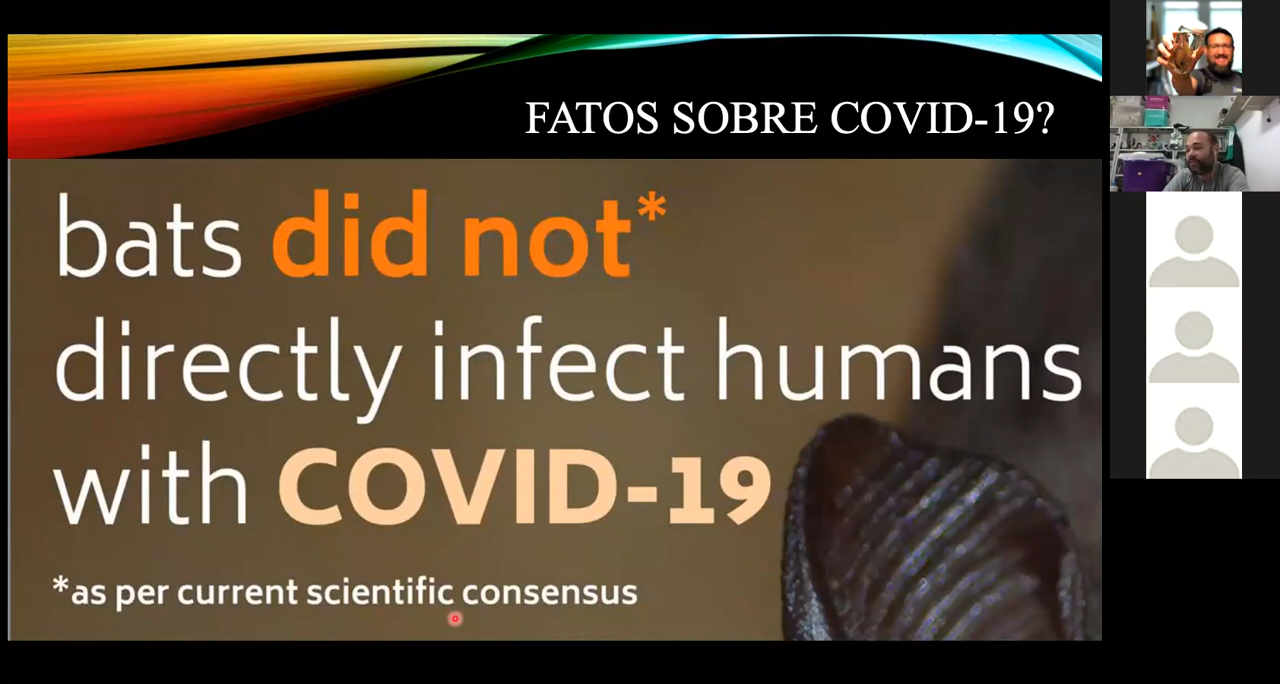 FATOS SOBRE COVID-19?
bats did not*
directly infect humans
with COVID-19
*as per current scientific consensus